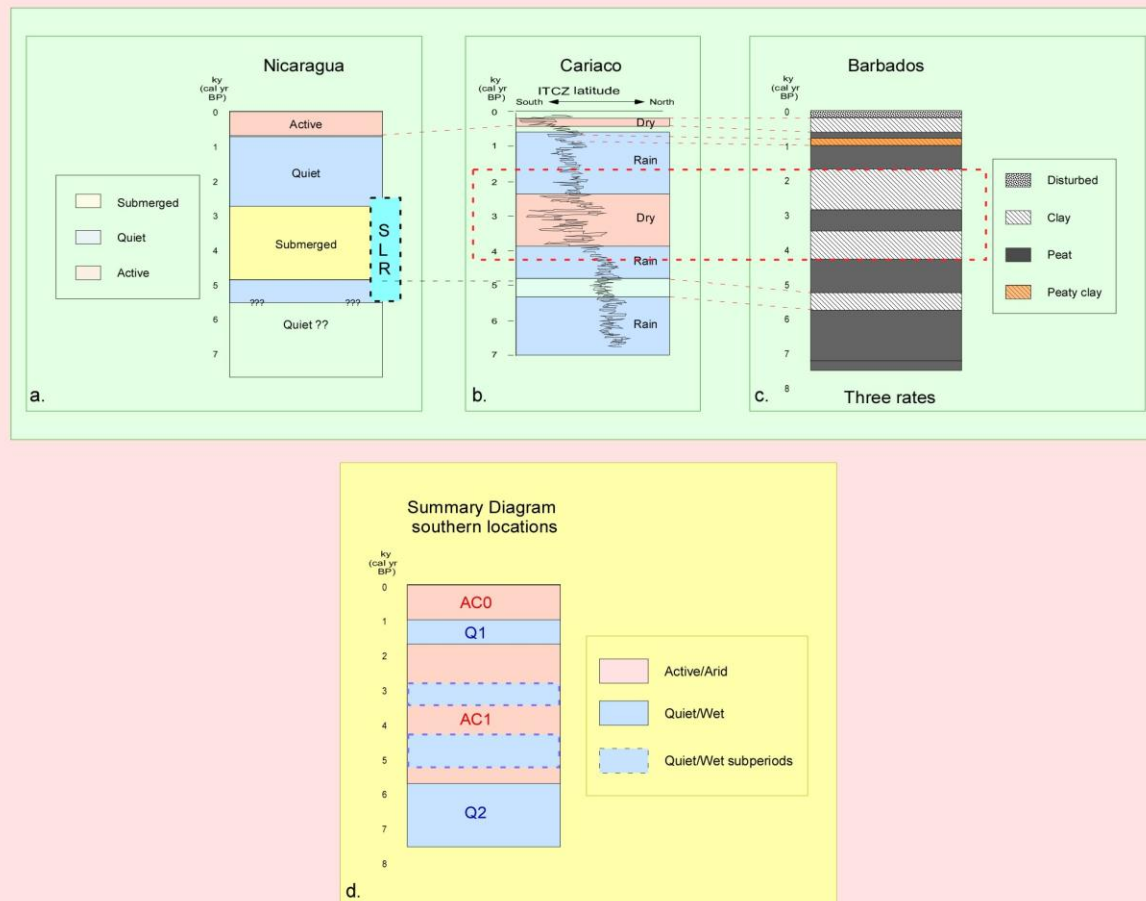 Nicaragua
ky
(cal yr
BP)
0
1
2
3
4
5
6
7
Active
Quiet
Submerged
??? ???
Quiet ??
SLR
Submerged
Quiet
Active
a.
Cariaco
ky
(cal yr
BP)
ITCZ latitude
South North
0
1
2
3
4
5
6
7
Dry
Rain
Dry
Rain
Rain
b.
Barbados
ky
(cal yr
BP)
0
1
2
3
4
5
6
7
8
Three rates
Disturbed
Clay
Peat
Peaty clay
c.
Summary Diagram
southern locations
ky
(cal yr
BP)
0
1
2
3
4
5
6
7
8
AC0
Q1
AC1
Q2
Active/Arid
Quiet/Wet
Quiet/Wet subperiods
d.